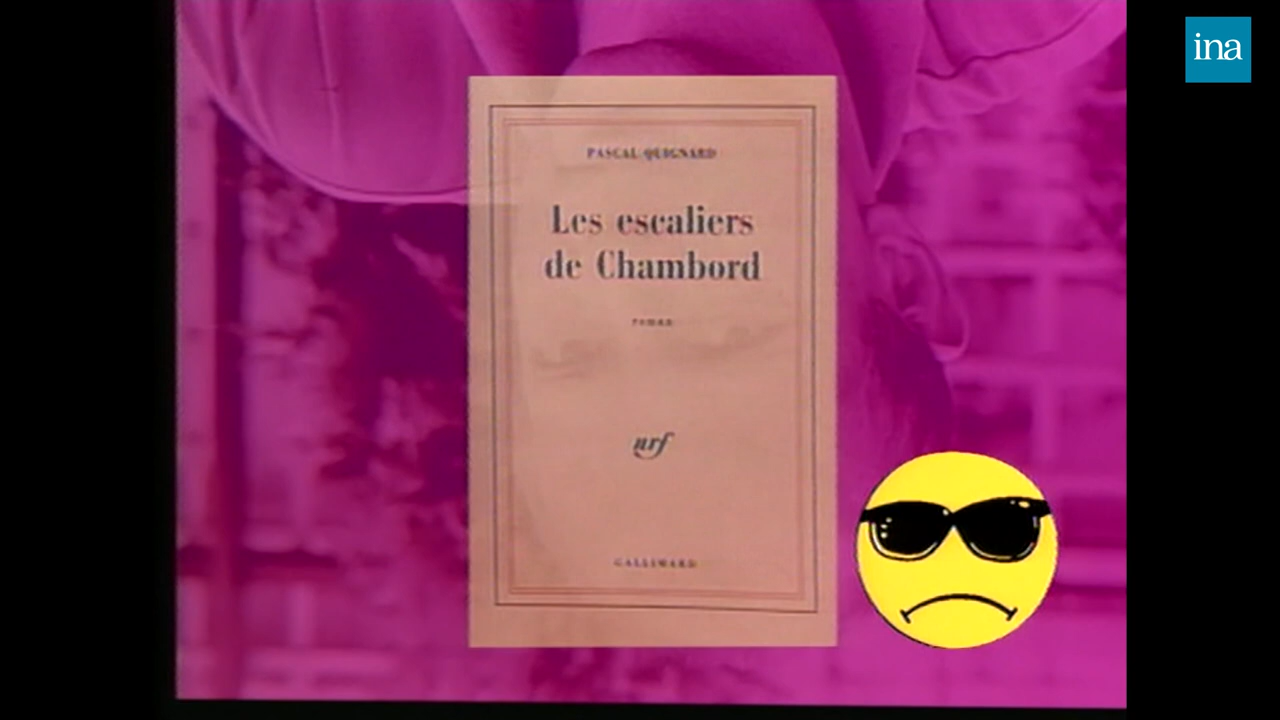 ina
PASCAL QUIGNARD
Les escaliers
de Chambord
roman
nrf
GALLIMARD